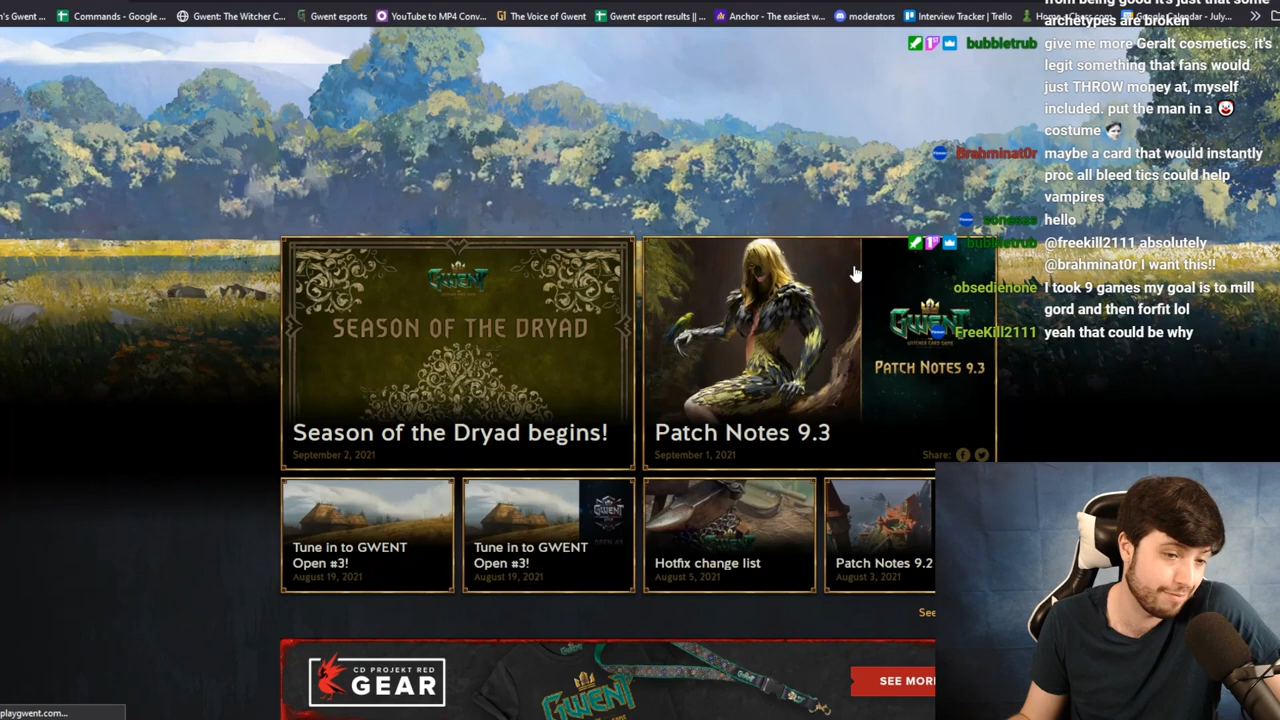 n's Gwent ...
Commands - Google ...
Gwent: The Witcher C...
Gwent esports
YouTube to MP4 Conv...
The Voice of Gwent
Gwent esport results || ...
Anchor - The easiest w...
moderators
Interview Tracker | Trello
Calendar - July...
archetypes are broken
bubbletrub give me more Geralt cosmetics. it's
legit something that fans would
just THROW money at, myself
included. put the man in a
costume
Brahminat0r maybe a card that would instantly
proc all bleed tics could help
vampires
hello
bubbletrub @freekill2111 absolutely
@brahminat0r I want this!!
obsedienone I took 9 games my goal is to mill
gord and then forfit lol
FreeKill2111 yeah that could be why
GWENT
SEASON OF THE DRYAD
Season of the Dryad begins!
September 2, 2021
GWENT
PATCH NOTES 9.3
Patch Notes 9.3
September 1, 2021
Share:
Tune in to GWENT
Open #3!
August 19, 2021
GWENT
Tune in to GWENT
Open #3!
August 19, 2021
Hotfix change list
August 5, 2021
Patch Notes 9.2
August 3, 2021
See
CD PROJEKT RED
GEAR
GWENT
SEE MOR
playgwent.com...